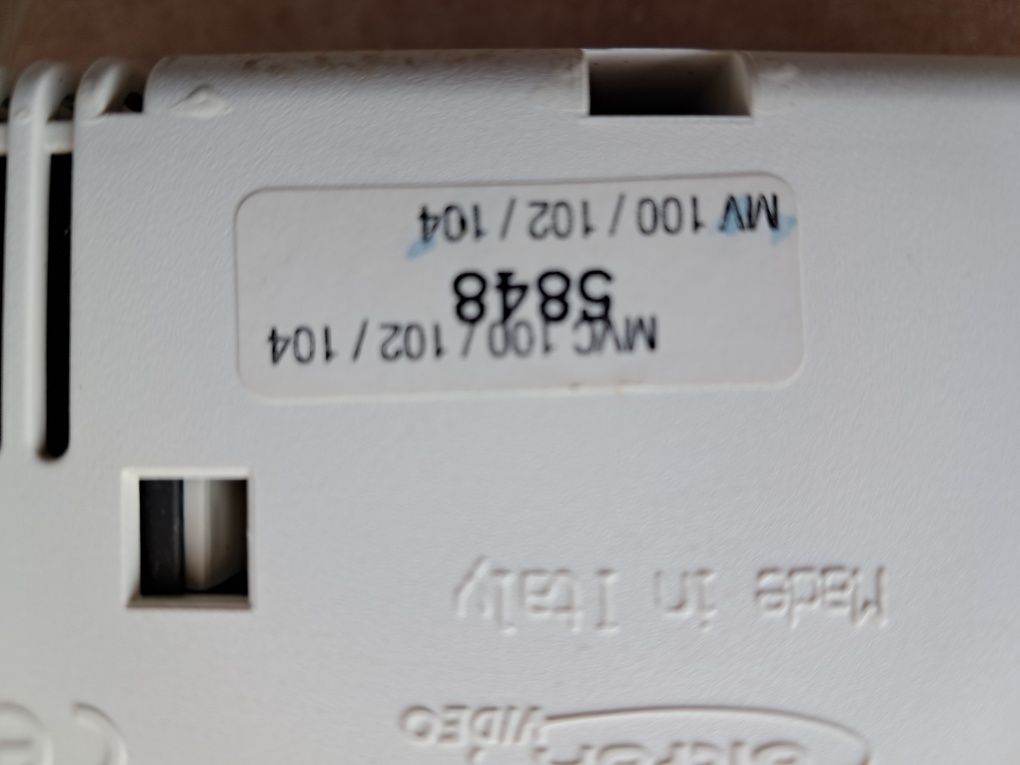 VIDEO
Made in Italy
MVC 100 / 102 / 104
5848
MV 100 / 102 / 104